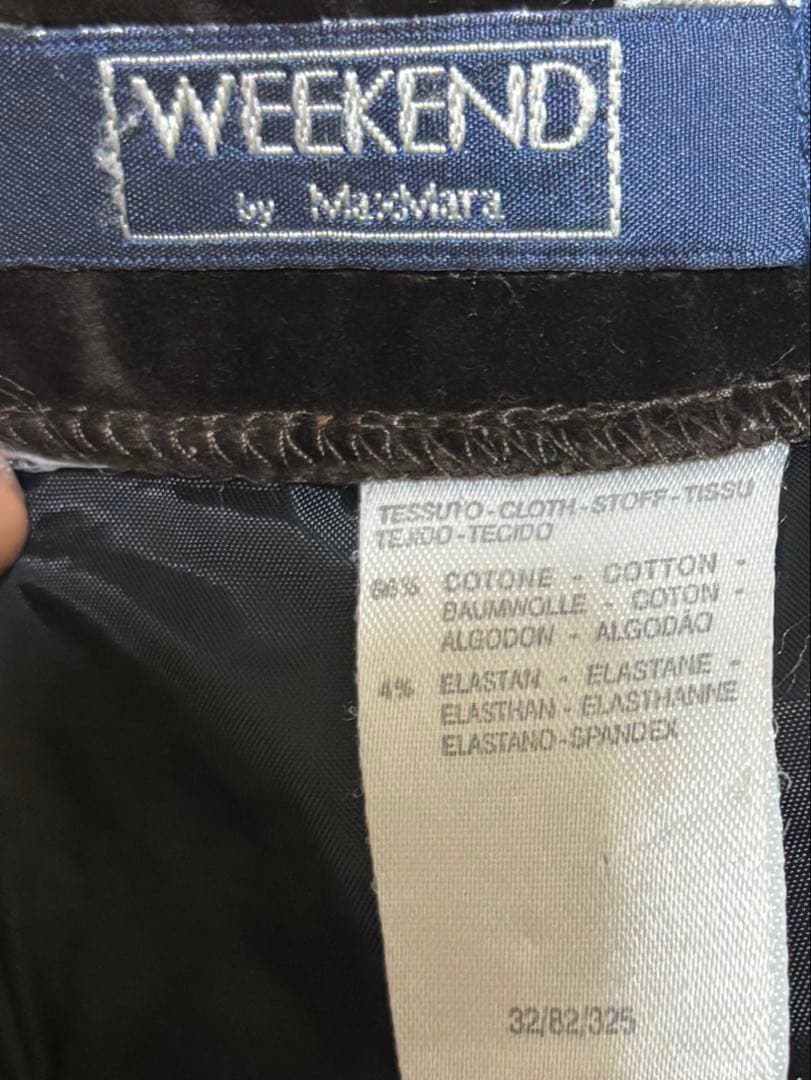 WEEKEND
by MaxMara
TESSUTO-CLOTH-STOFF-TISSU
TEJIDO-TECIDO
96% COTONE - COTTON -
BAUMWOLLE - COTON -
ALGODON - ALGODÃO
4% ELASTAN - ELASTANE -
ELASTHAN - ELASTHANNE
ELASTANO-SPANDEX
32/82/325